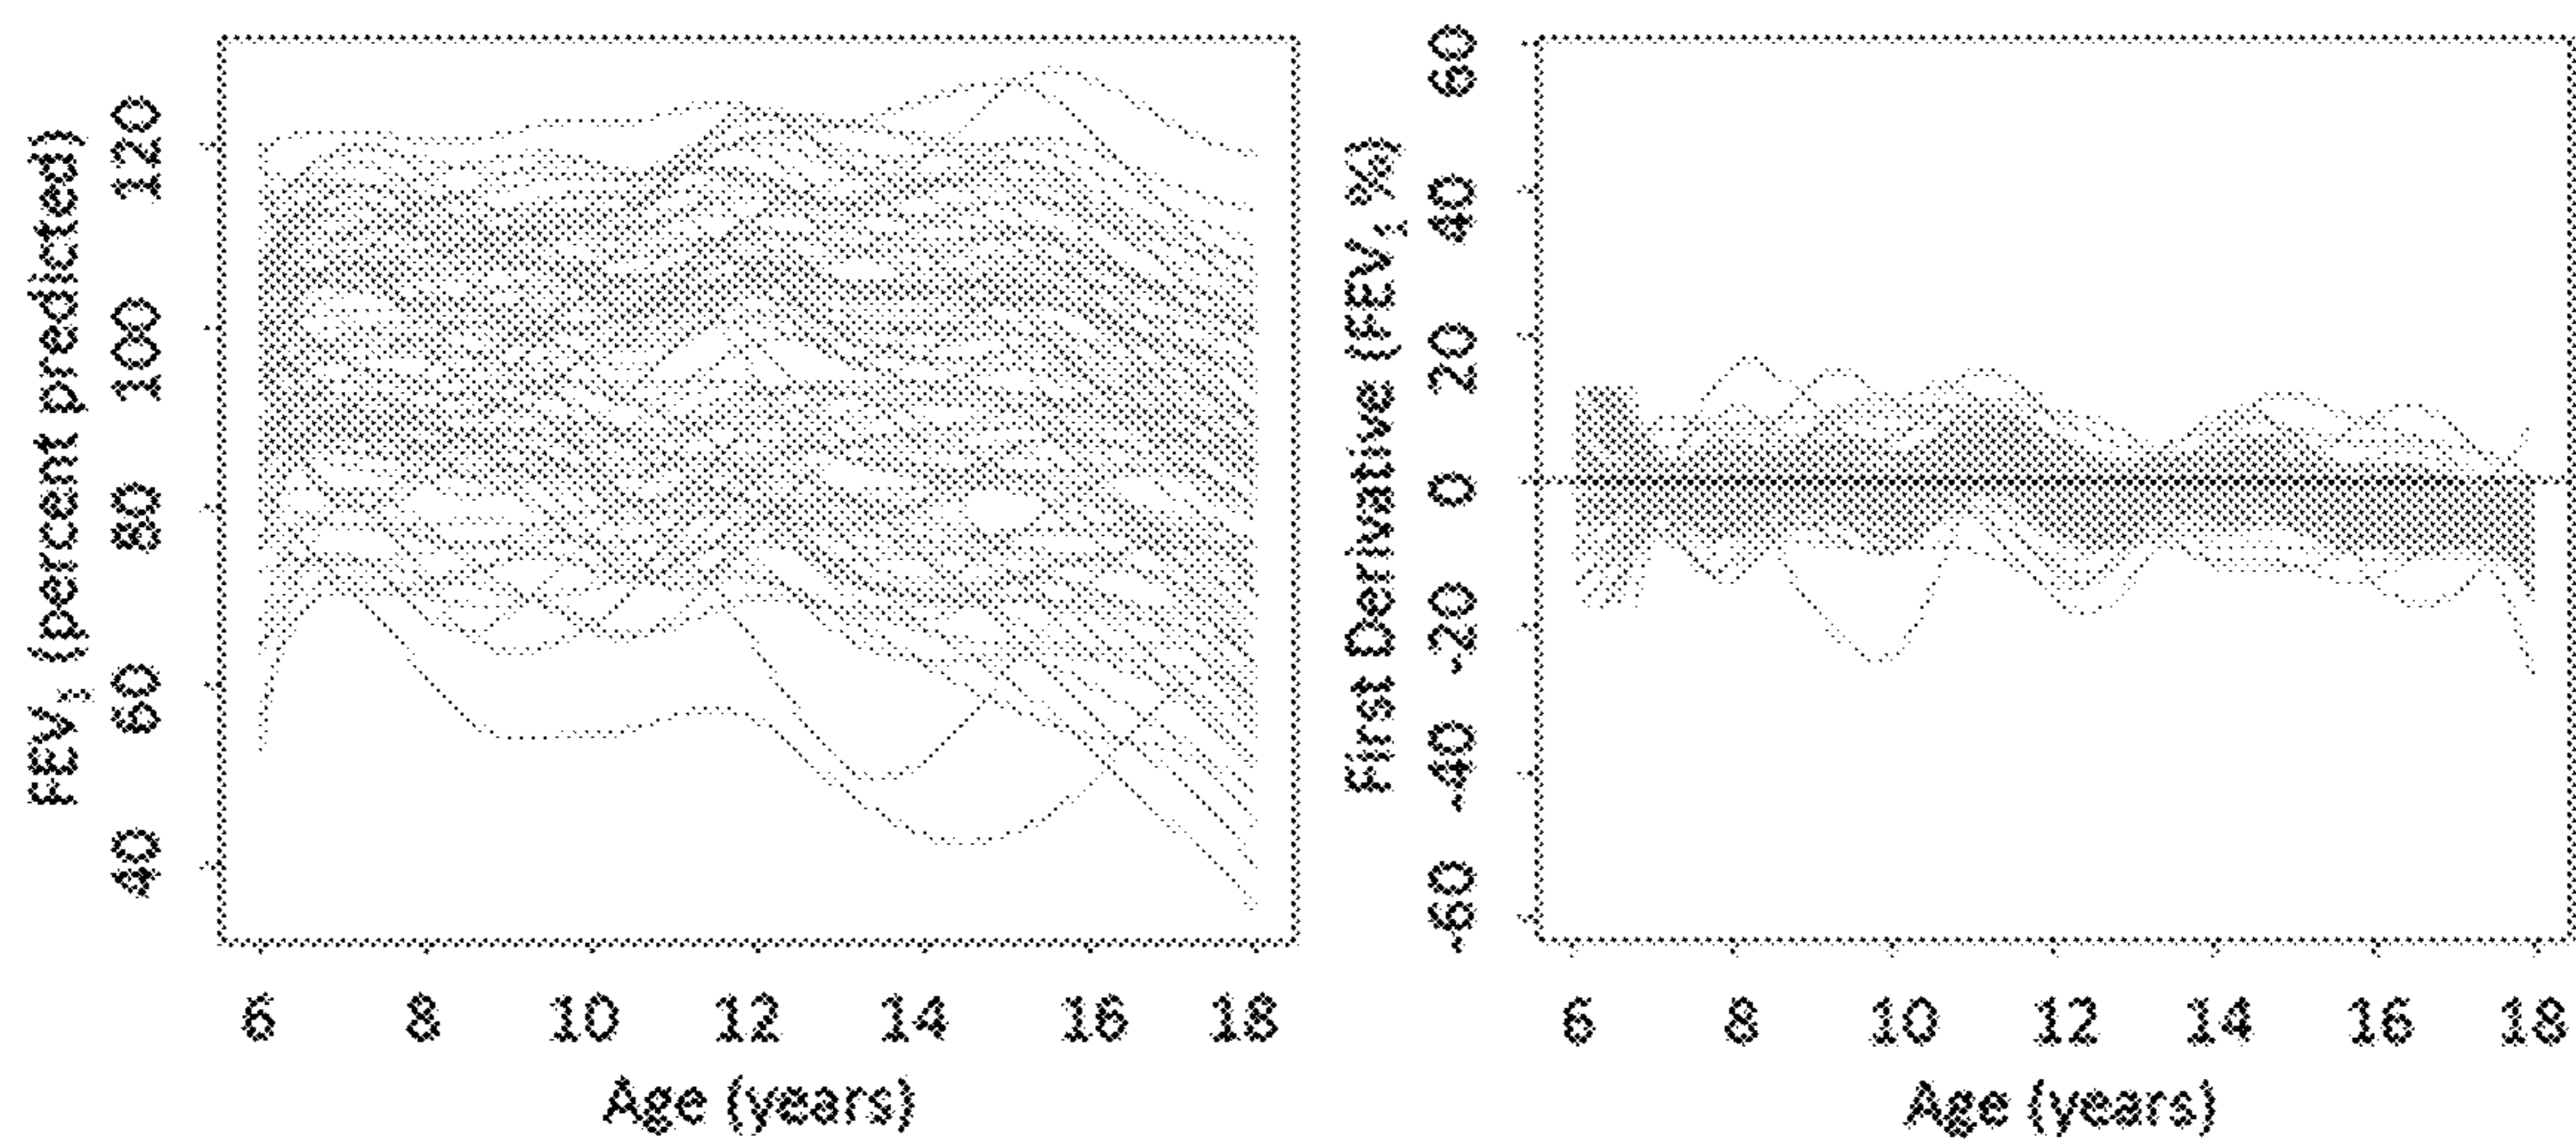 FEV₁ (percent predicted)
120
100
80
60
40
6 8 10 12 14 16 18
Age (years)
First Derivative (FEV₁ %)
60
40
20
0
-20
-40
-60
6 8 10 12 14 16 18
Age (years)